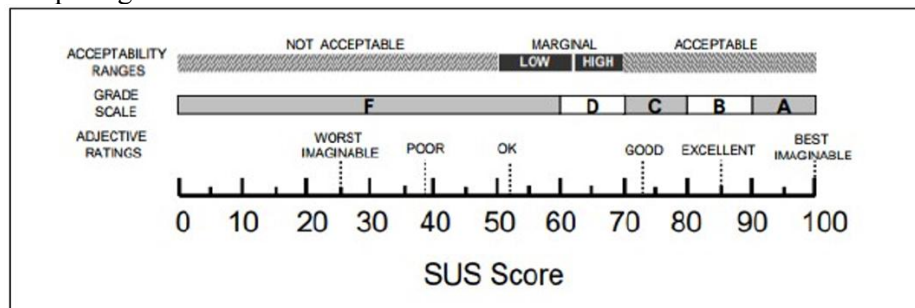 NOT ACCEPTABLE MARGINAL ACCEPTABLE
ACCEPTABILITY
RANGES
LOW HIGH
GRADE
SCALE
F D C B A
ADJECTIVE
RATINGS
WORST
IMAGINABLE
POOR OK GOOD EXCELLENT
BEST
IMAGINABLE
0 10 20 30 40 50 60 70 80 90 100
SUS Score